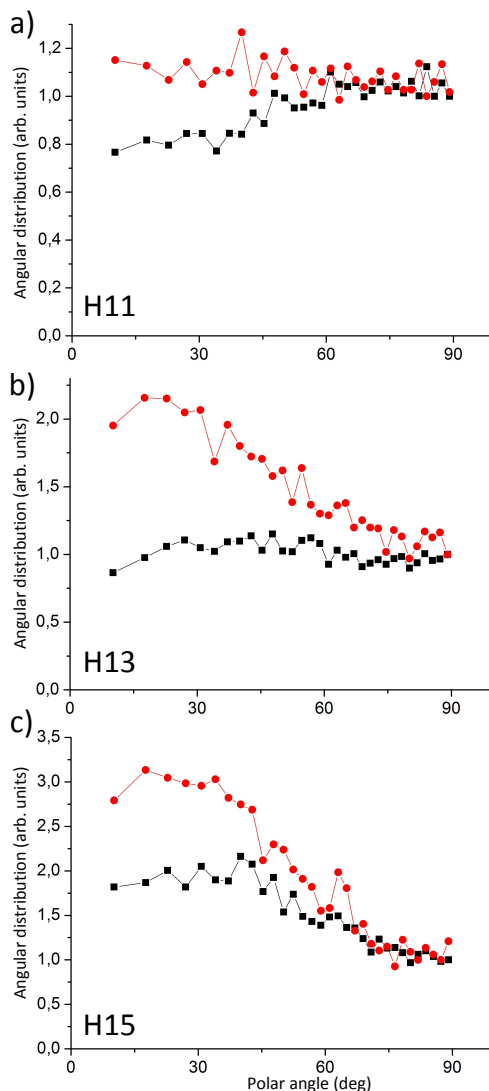 a)
Angular distribution (arb. units)
1,2
1,0
0,8
0,6
0,4
0,2
0,0
H11
0 30 60 90
b)
Angular distribution (arb. units)
2,0
1,5
1,0
0,5
0,0
H13
0 30 60 90
c)
Angular distribution (arb. units)
3,5
3,0
2,5
2,0
1,5
1,0
0,5
0,0
H15
0 30 60 90
Polar angle (deg)